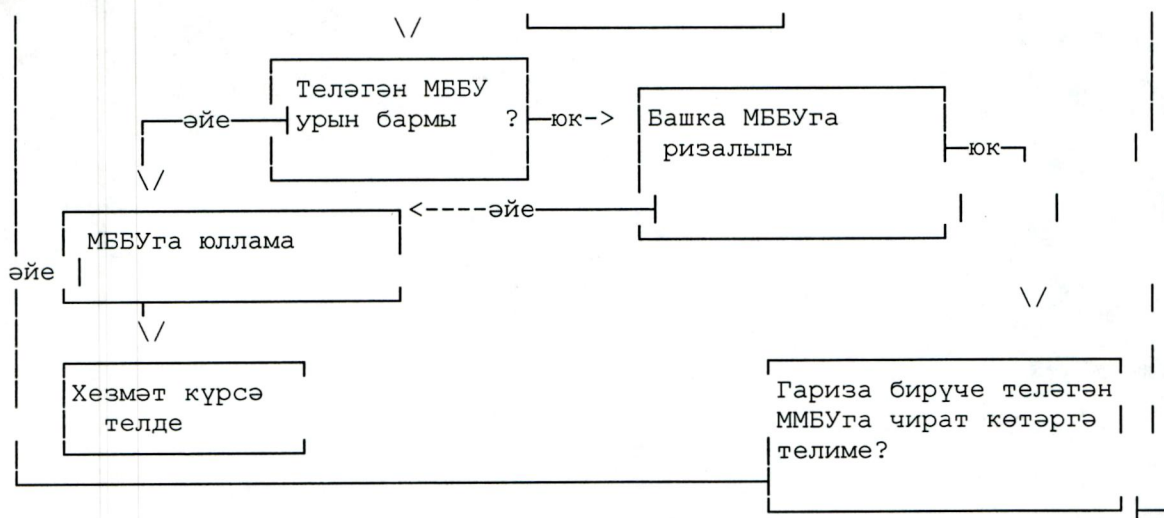 Теләгән МББУ
урын бармы ?
әйе
юк->
Башка МББУга
ризалыгы
юк
<----әйе
МББУга юллама
әйе
Хезмәт күрсә
телде
Гариза бирүче теләгән
ММБУга чират көтәргә
телиме?